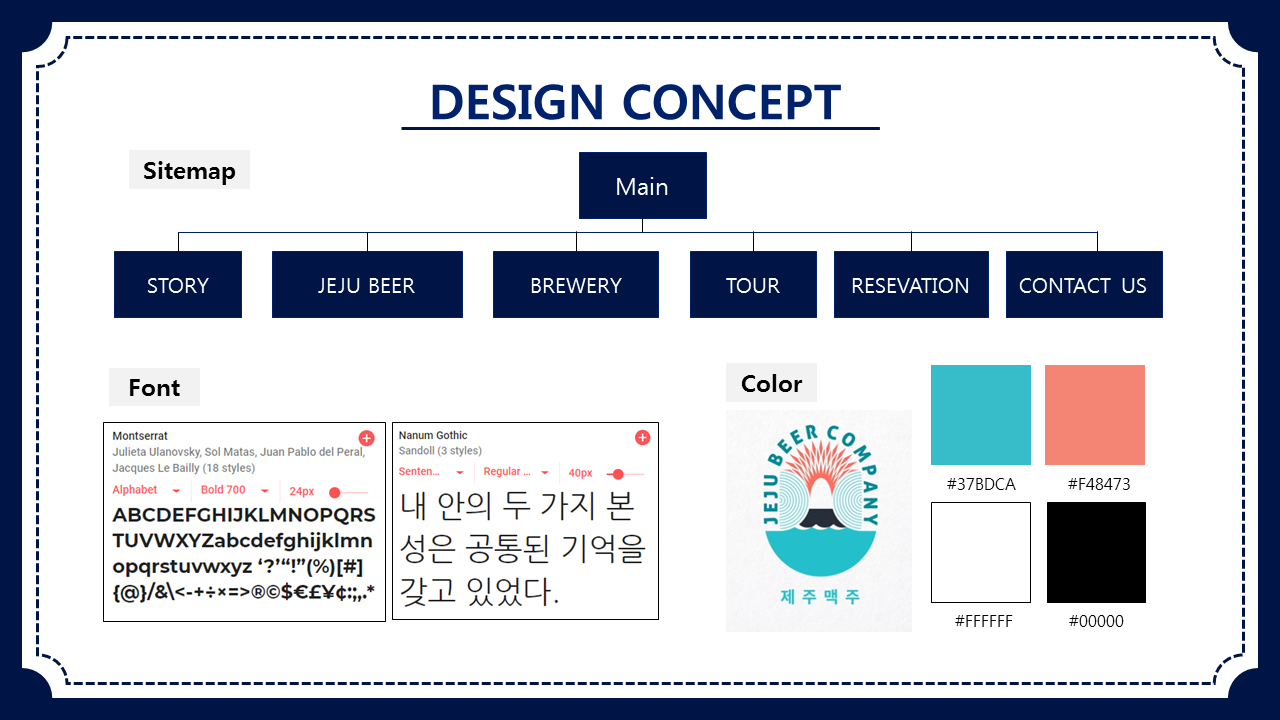 DESIGN CONCEPT
Sitemap
Main
STORY
JEJU BEER
BREWERY
TOUR
RESEVATION
CONTACT US
Font
Montserrat
Julieta Ulanovsky, Sol Matas, Juan Pablo del Peral,
Jacques Le Bailly (18 styles)
Alphabet
Bold 700
24px
ABCDEFGHIJKLMNOPQRS
TUVWXYZabcdefghijklmn
opqrstuvwxyz ‘?’“!”(%)[#]
{@}/&\<-+÷×=>®©$€£¥¢:;,.*
Nanum Gothic
Sandoll (3 styles)
Senten...
Regular ...
40px
내 안의 두 가지 본
성은 공통된 기억을
갖고 있었다.
Color
JEJU BEER COMPANY
제주맥주
#37BDCA
#F48473
#FFFFFF
#00000